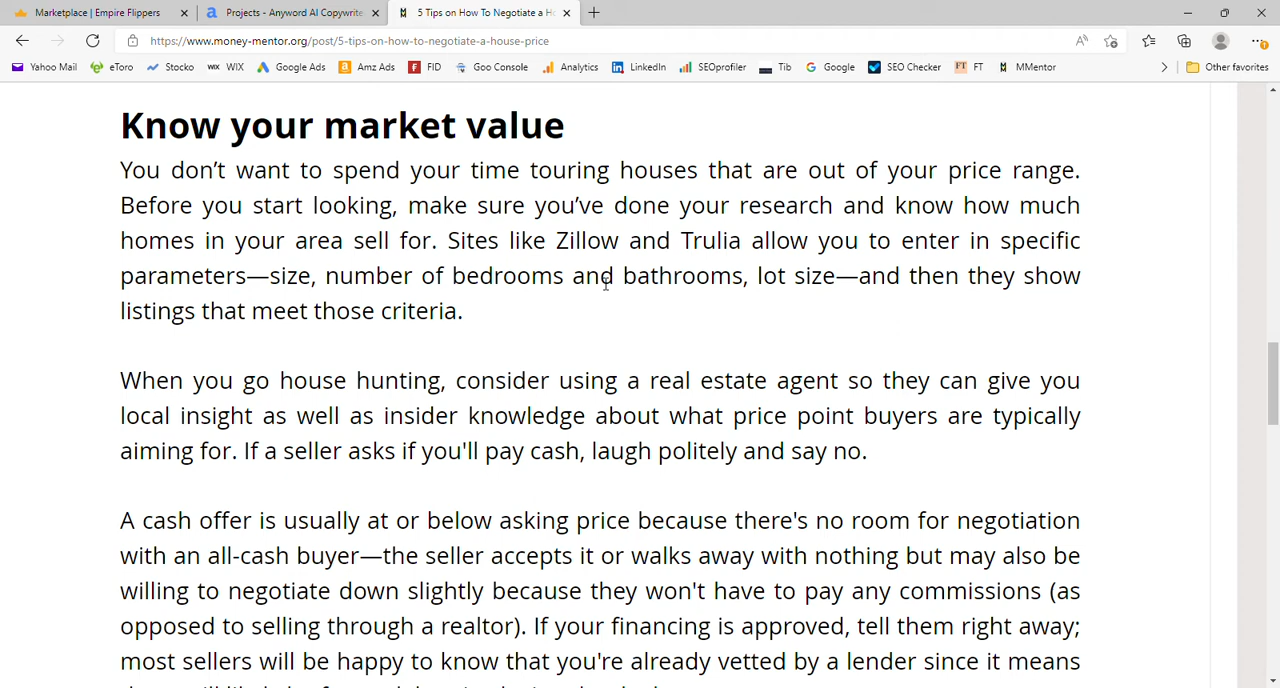 Marketplace | Empire Flippers
Projects - Anyword AI Copywrite
5 Tips on How To Negotiate a H
https://www.money-mentor.org/post/5-tips-on-how-to-negotiate-a-house-price
Yahoo Mail
eToro
Stocko
WIX WIX
Google Ads
Amz Ads
FID
Goo Console
Analytics
LinkedIn
SEOprofiler
Tib
Google
SEO Checker
FT FT
MMentor
Other favorites
Know your market value
You don’t want to spend your time touring houses that are out of your price range.
Before you start looking, make sure you’ve done your research and know how much
homes in your area sell for. Sites like Zillow and Trulia allow you to enter in specific
parameters—size, number of bedrooms and bathrooms, lot size—and then they show
listings that meet those criteria.
When you go house hunting, consider using a real estate agent so they can give you
local insight as well as insider knowledge about what price point buyers are typically
aiming for. If a seller asks if you'll pay cash, laugh politely and say no.
A cash offer is usually at or below asking price because there's no room for negotiation
with an all-cash buyer—the seller accepts it or walks away with nothing but may also be
willing to negotiate down slightly because they won't have to pay any commissions (as
opposed to selling through a realtor). If your financing is approved, tell them right away;
most sellers will be happy to know that you're already vetted by a lender since it means